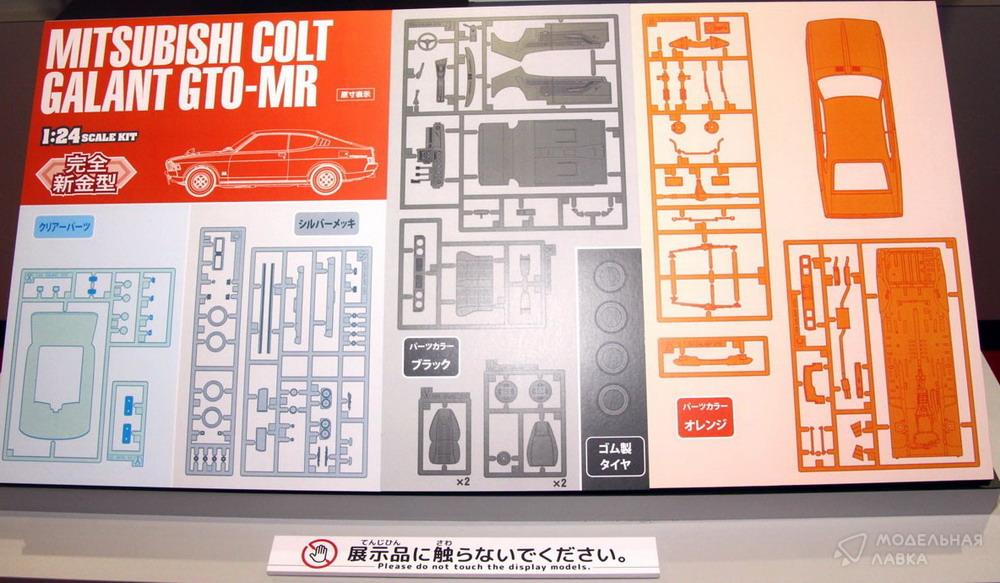 MITSUBISHI COLT
GALANT GTO-MR
原寸表示
1:24 SCALE KIT
完全
新金型
クリアーパーツ
シルバーメッキ
パーツカラー
ブラック
×2
×2
ゴム製
タイヤ
パーツカラー
オレンジ
てんじひん さわ
展示品に触らないでください。
Please do not touch the display models.
МОДЕЛЬНАЯ
ЛАВКА